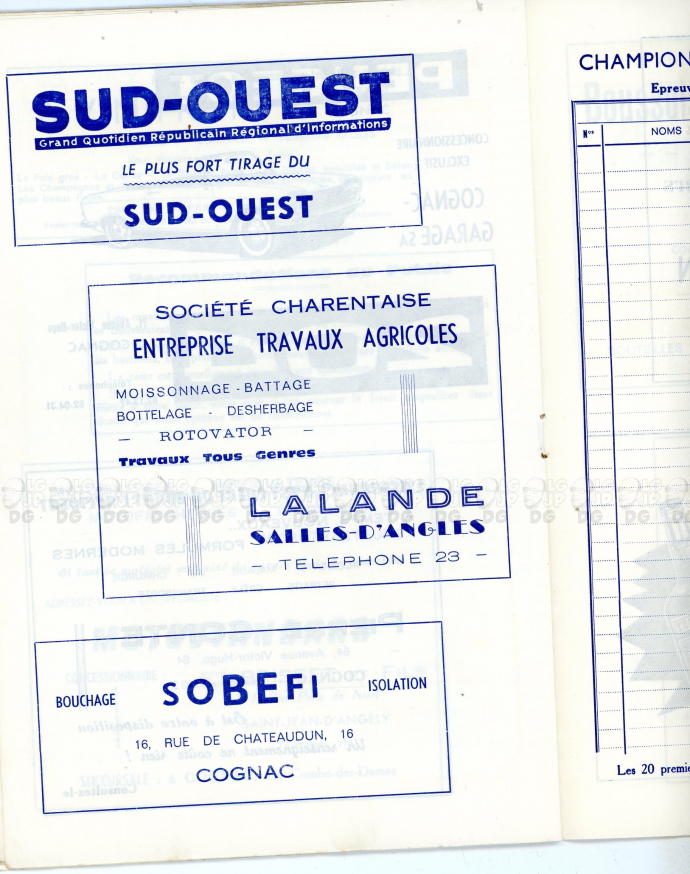 SUD-OUEST
Grand Quotidien Républicain Régional d'Informations
LE PLUS FORT TIRAGE DU
SUD-OUEST
SOCIÉTÉ CHARENTAISE
ENTREPRISE TRAVAUX AGRICOLES
MOISSONNAGE - BATTAGE
BOTTELAGE - DESHERBAGE
— ROTOVATOR —
Travaux Tous Genres
LALANDE
SALLES-D'ANGLES
— TELEPHONE 23 —
BOUCHAGE SOBEFI ISOLATION
16, RUE DE CHATEAUDUN, 16
COGNAC
CHAMPION
Epreuv
Nos NOMS
Les 20 premie